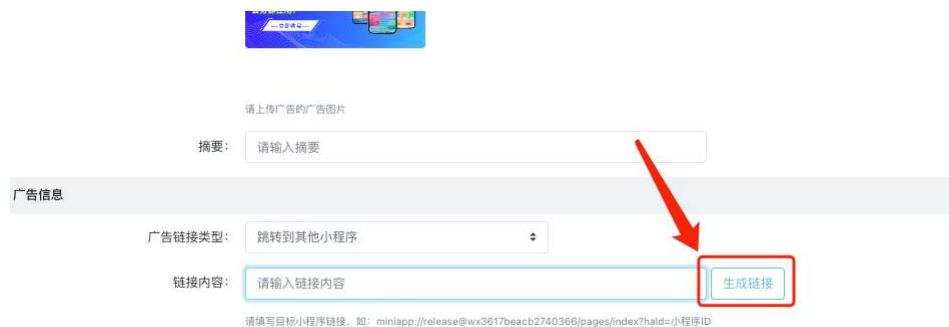 请上传广告的广告图片
摘要：
请输入摘要
广告信息
广告链接类型：
跳转到其他小程序
链接内容：
请输入链接内容
生成链接
请填写目标小程序链接，如：miniapp://release@wx3617beacb2740366/pages/index?haId=小程序ID